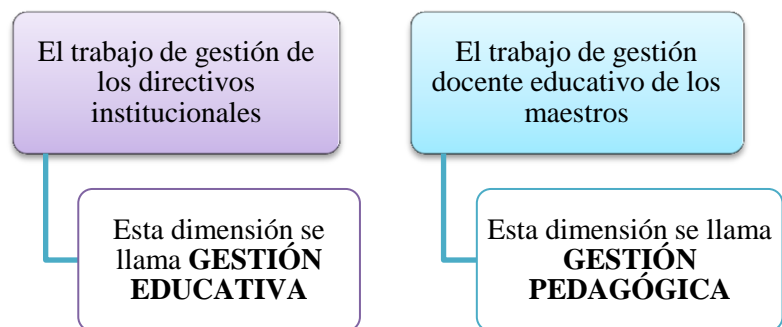 El trabajo de gestión de
los directivos
institucionales
Esta dimensión se
llama GESTIÓN
EDUCATIVA
El trabajo de gestión
docente educativo de los
maestros
Esta dimensión se llama
GESTIÓN
PEDAGÓGICA